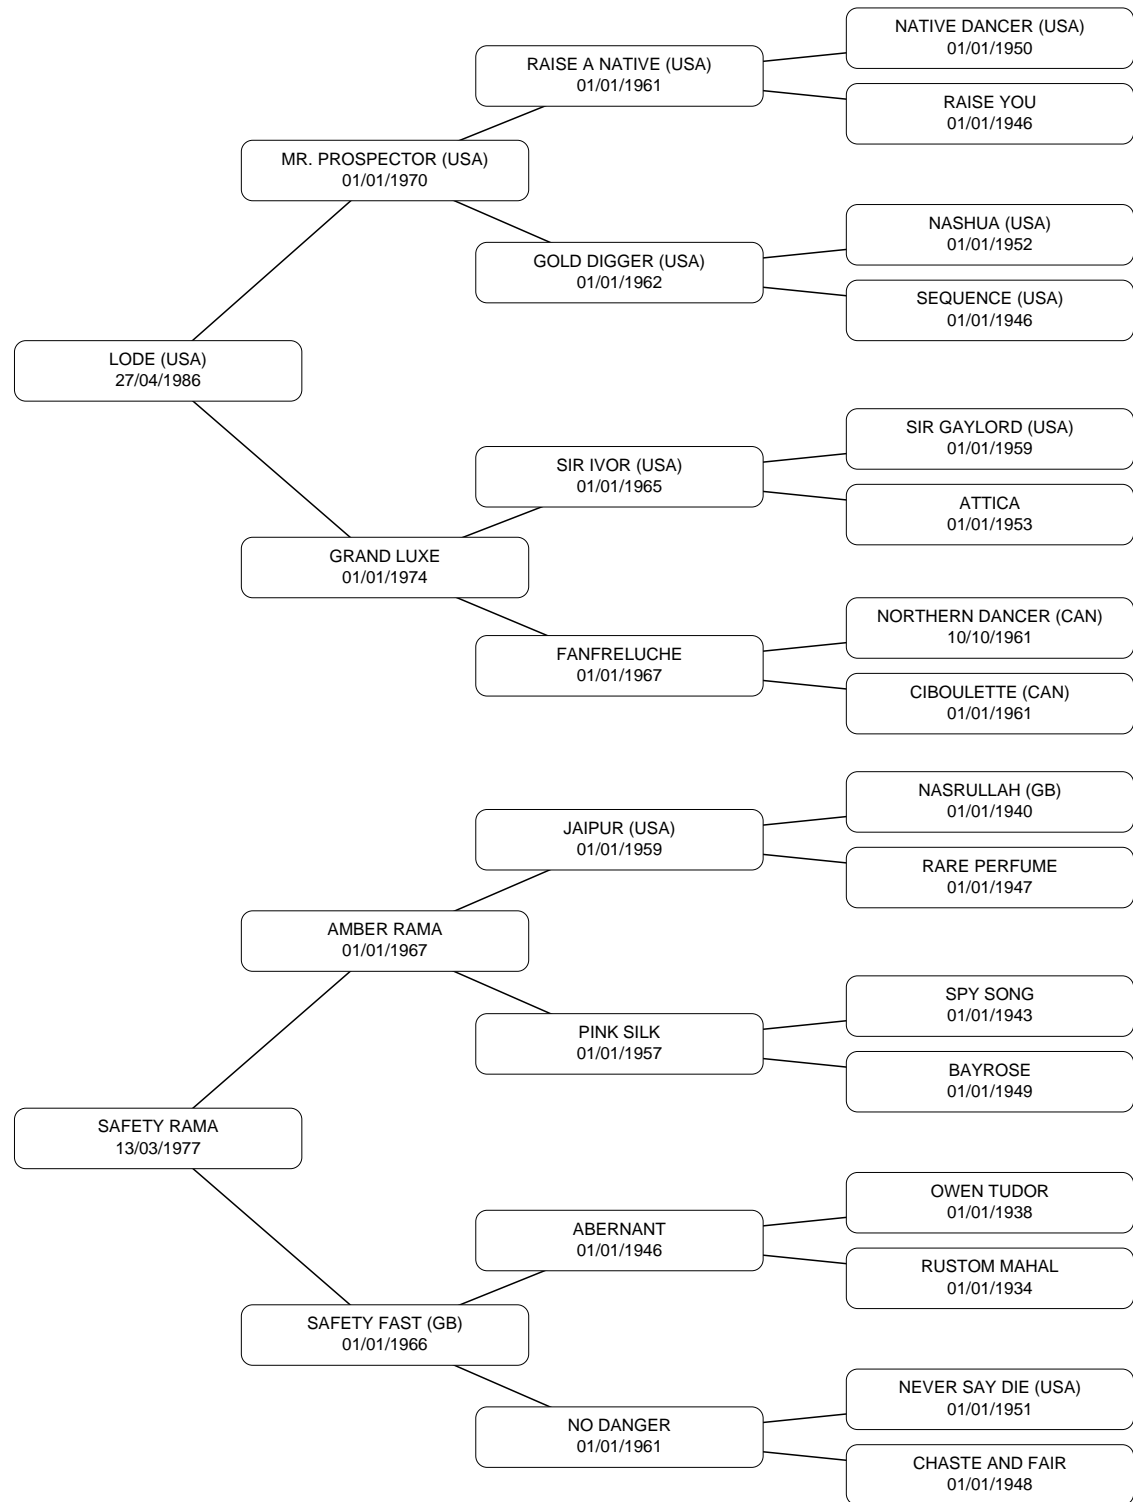 NATIVE DANCER (USA)
01/01/1950
RAISE A NATIVE (USA)
01/01/1961
RAISE YOU
01/01/1946
MR. PROSPECTOR (USA)
01/01/1970
NASHUA (USA)
01/01/1952
GOLD DIGGER (USA)
01/01/1962
SEQUENCE (USA)
01/01/1946
LODE (USA)
27/04/1986
SIR GAYLORD (USA)
01/01/1959
SIR IVOR (USA)
01/01/1965
ATTICA
01/01/1953
GRAND LUXE
01/01/1974
NORTHERN DANCER (CAN)
10/10/1961
FANFRELUCHE
01/01/1967
CIBOULETTE (CAN)
01/01/1961
NASRULLAH (GB)
01/01/1940
JAIPUR (USA)
01/01/1959
RARE PERFUME
01/01/1947
AMBER RAMA
01/01/1967
SPY SONG
01/01/1943
PINK SILK
01/01/1957
BAYROSE
01/01/1949
SAFETY RAMA
13/03/1977
OWEN TUDOR
01/01/1938
ABERNANT
01/01/1946
RUSTOM MAHAL
01/01/1934
SAFETY FAST (GB)
01/01/1966
NEVER SAY DIE (USA)
01/01/1951
NO DANGER
01/01/1961
CHASTE AND FAIR
01/01/1948